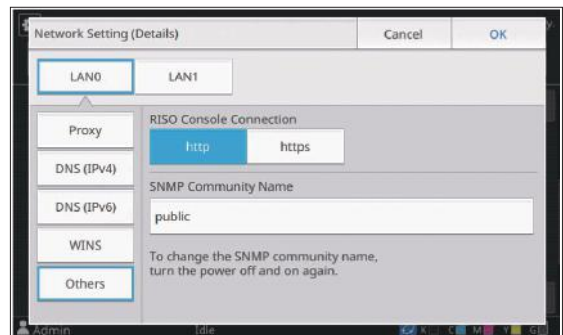 Network Setting (Details)
Cancel
OK
LAN0
LAN1
Proxy
DNS (IPv4)
DNS (IPv6)
WINS
Others
RISO Console Connection
http
https
SNMP Community Name
public
To change the SNMP community name,
turn the power off and on again.
Admin
Idle
K
C
M
Y
G